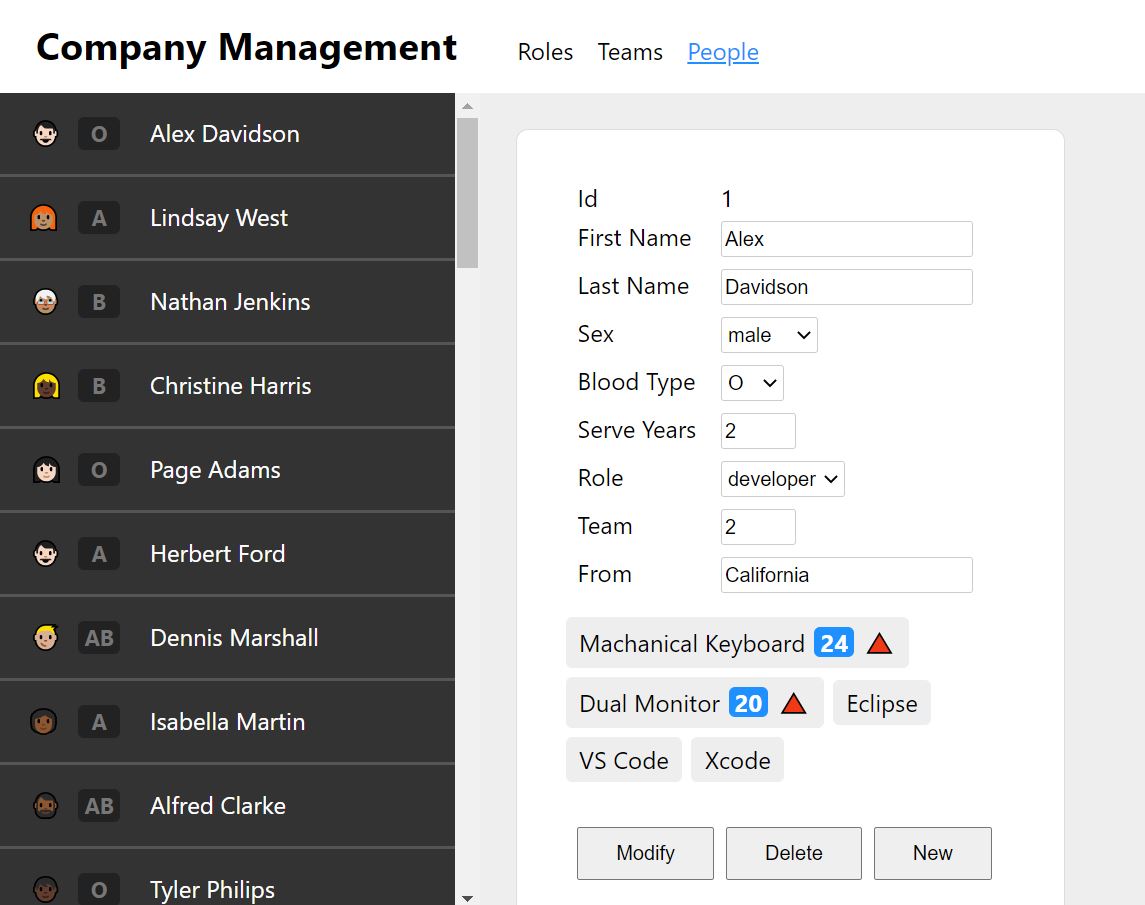 Company Management
Roles Teams People
O Alex Davidson
A Lindsay West
B Nathan Jenkins
B Christine Harris
O Page Adams
A Herbert Ford
AB Dennis Marshall
A Isabella Martin
AB Alfred Clarke
O Tyler Philips
Id 1
First Name Alex
Last Name Davidson
Sex male
Blood Type O
Serve Years 2
Role developer
Team 2
From California
Machanical Keyboard 24
Dual Monitor 20 Eclipse
VS Code Xcode
Modify Delete New